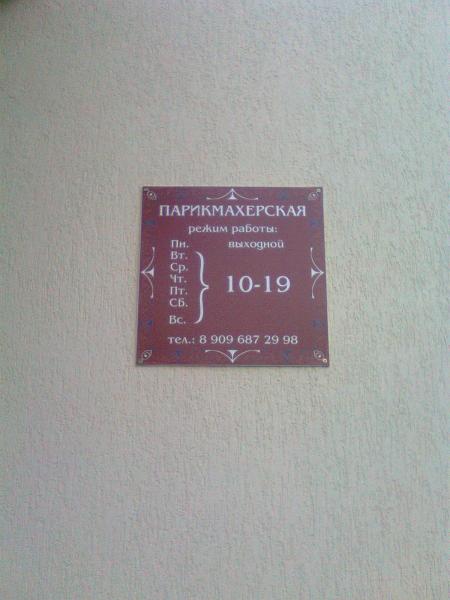 ПАРИКМАХЕРСКАЯ
режим работы:
Пн. выходной
Вт.
Ср.
Чт. 10-19
Пт.
Сб.
Вс.
тел.: 8 909 687 29 98